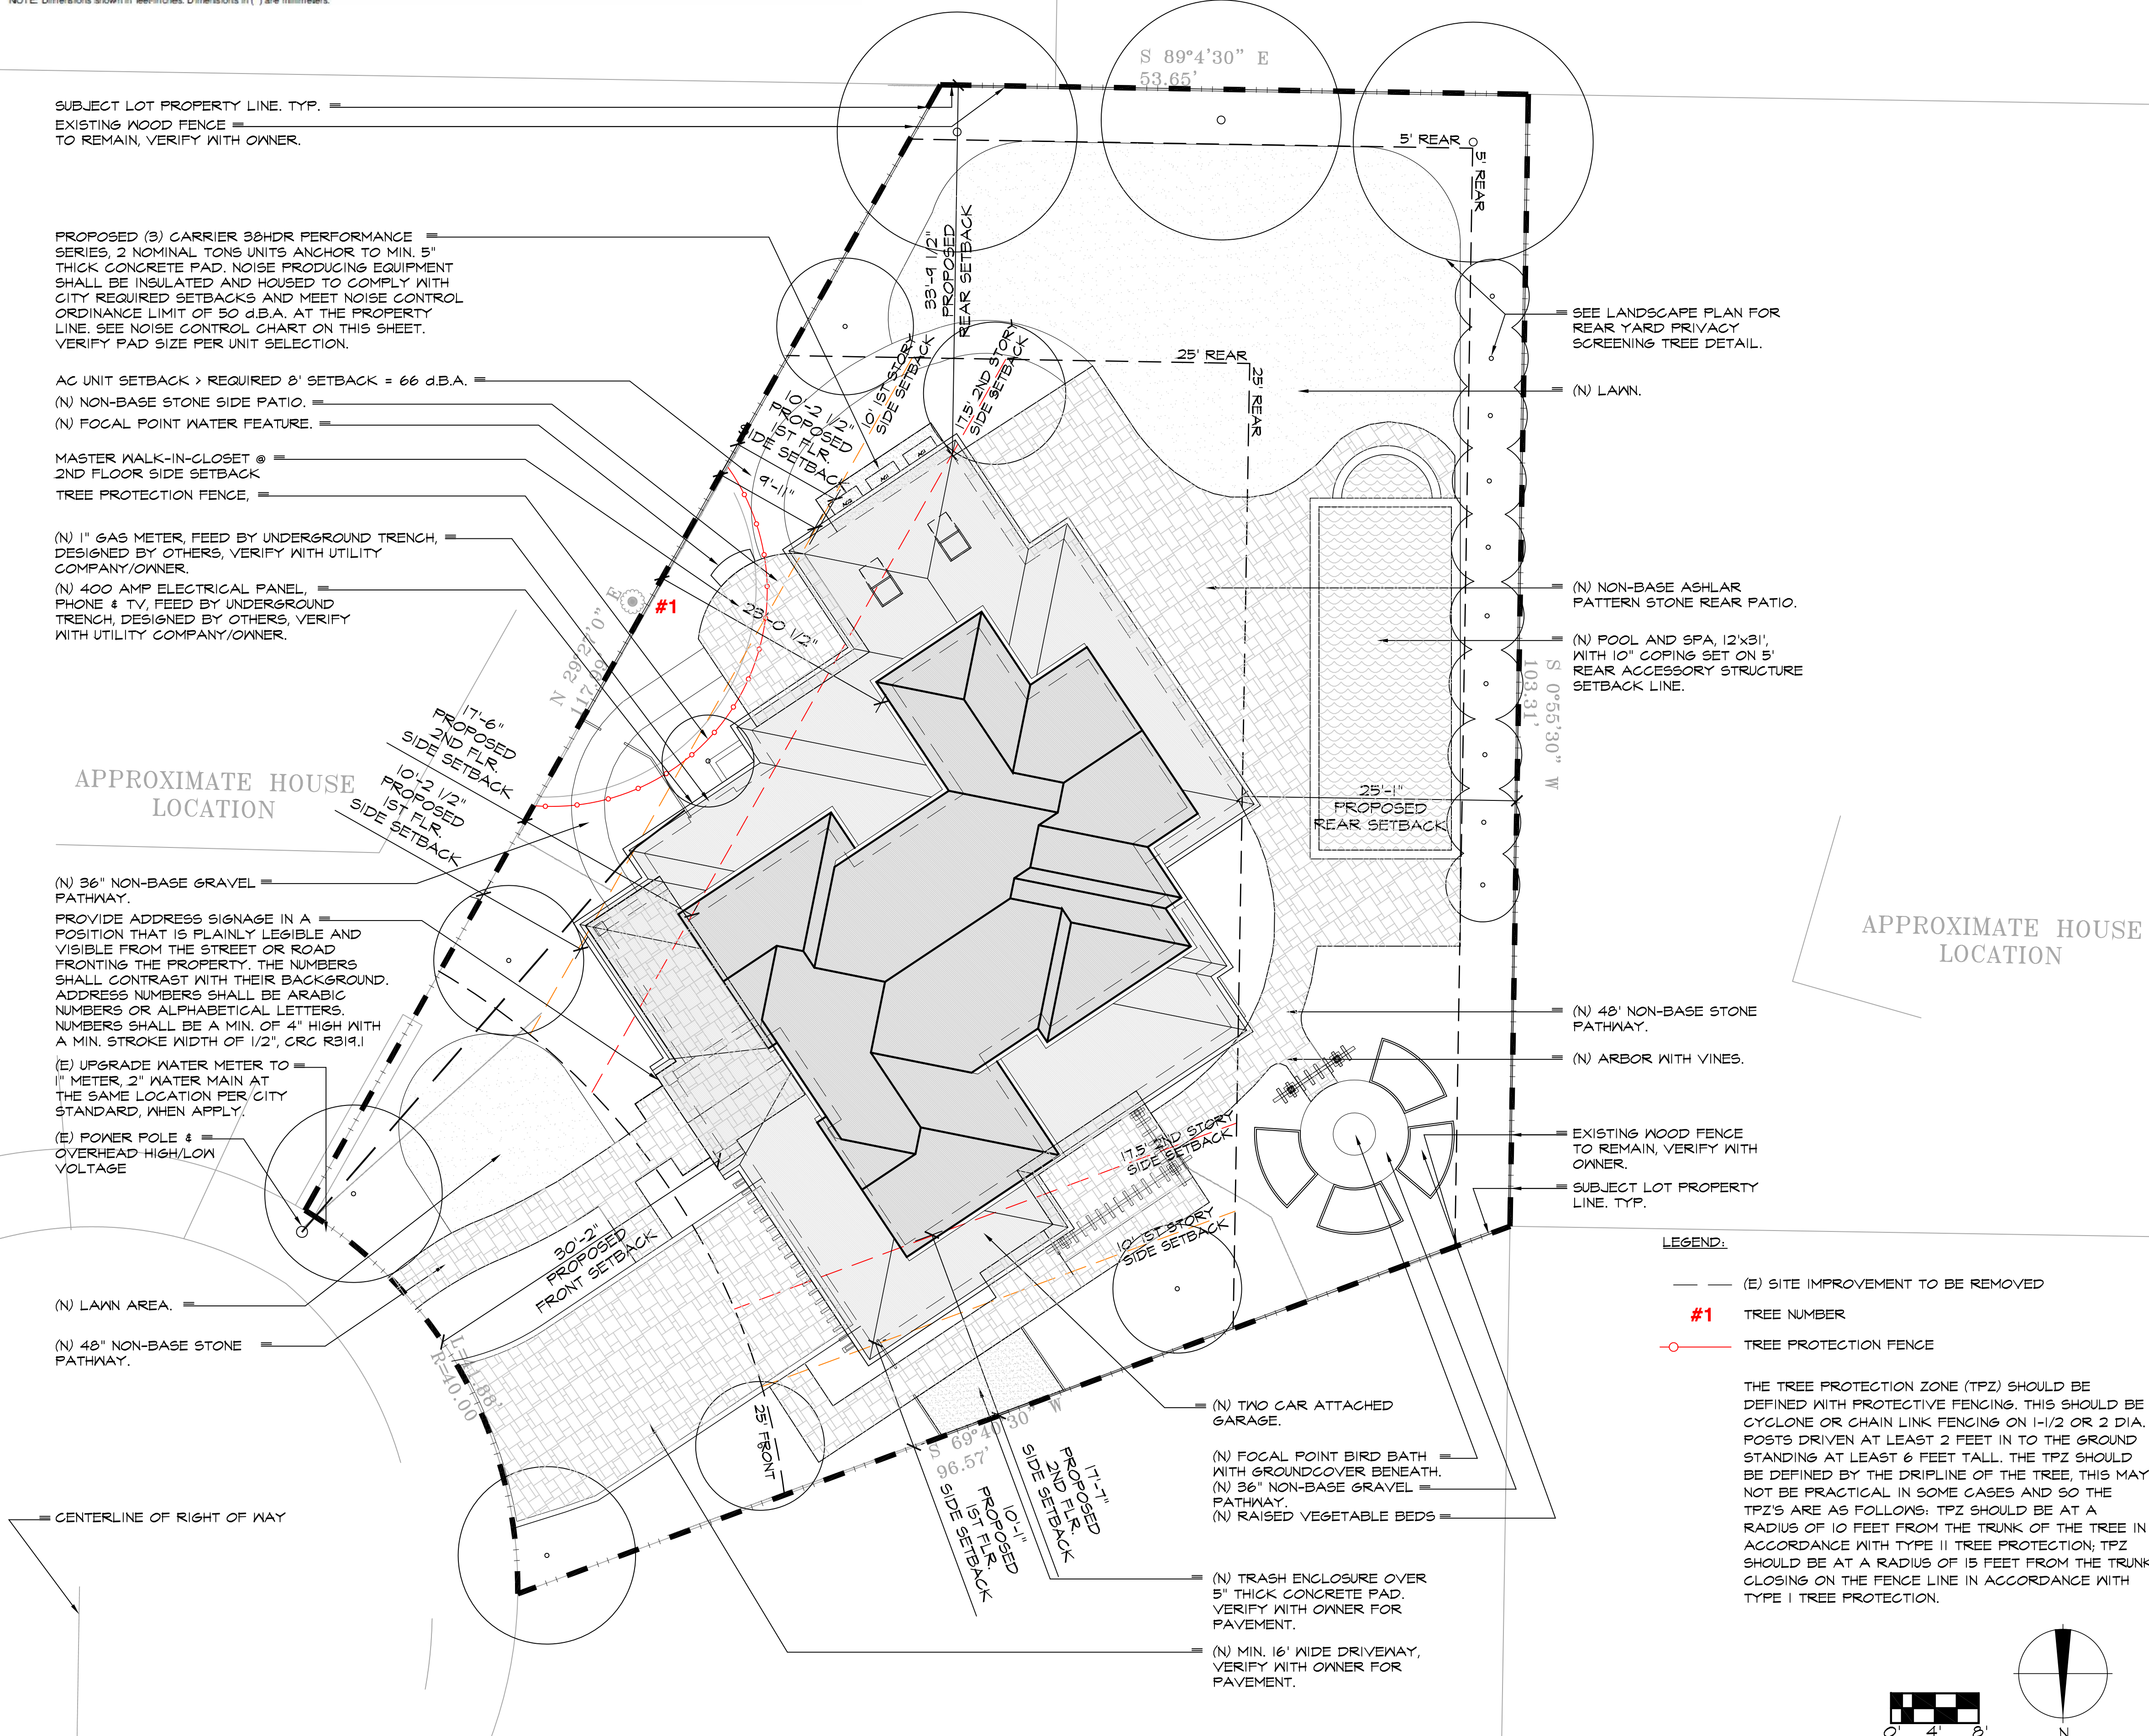 NOTE: Dimensions shown in feet-inches. Dimensions in ( ) are millimeters.
S 89°4'30" E
53.65'
SUBJECT LOT PROPERTY LINE. TYP.
EXISTING WOOD FENCE
TO REMAIN, VERIFY WITH OWNER.
5' REAR
5' REAR
PROPOSED (3) CARRIER 38HDR PERFORMANCE
SERIES, 2 NOMINAL TONS UNITS ANCHOR TO MIN. 5"
THICK CONCRETE PAD. NOISE PRODUCING EQUIPMENT
SHALL BE INSULATED AND HOUSED TO COMPLY WITH
CITY REQUIRED SETBACKS AND MEET NOISE CONTROL
ORDINANCE LIMIT OF 50 d.B.A. AT THE PROPERTY
LINE. SEE NOISE CONTROL CHART ON THIS SHEET.
VERIFY PAD SIZE PER UNIT SELECTION.
33'-9 1/2"
PROPOSED
REAR SETBACK
AC UNIT SETBACK > REQUIRED 8' SETBACK = 66 d.B.A.
(N) NON-BASE STONE SIDE PATIO.
(N) FOCAL POINT WATER FEATURE.
MASTER WALK-IN-CLOSET @
2ND FLOOR SIDE SETBACK
TREE PROTECTION FENCE,
(N) 1" GAS METER, FEED BY UNDERGROUND TRENCH,
DESIGNED BY OTHERS, VERIFY WITH UTILITY
COMPANY/OWNER.
(N) 400 AMP ELECTRICAL PANEL,
PHONE & TV, FEED BY UNDERGROUND
TRENCH, DESIGNED BY OTHERS, VERIFY
WITH UTILITY COMPANY/OWNER.
10'-2 1/2"
PROPOSED
1ST FLR.
SIDE SETBACK
10' 1ST STORY
SIDE SETBACK
17.5' 2ND STORY
SIDE SETBACK
25' REAR
25' REAR
9'-11"
AC2
AC1
AC1
#1
23'-0 1/2"
N 29°27'0" E
117.99'
SEE LANDSCAPE PLAN FOR
REAR YARD PRIVACY
SCREENING TREE DETAIL.
(N) LAWN.
(N) NON-BASE ASHLAR
PATTERN STONE REAR PATIO.
(N) POOL AND SPA, 12'x31',
WITH 10" COPING SET ON 5'
REAR ACCESSORY STRUCTURE
SETBACK LINE.
S 0°55'30" W
103.31'
17'-6"
PROPOSED
2ND FLR.
SIDE SETBACK
10'-2 1/2"
PROPOSED
1ST FLR.
SIDE SETBACK
APPROXIMATE HOUSE
LOCATION
25'-1"
PROPOSED
REAR SETBACK
APPROXIMATE HOUSE
LOCATION
(N) 36" NON-BASE GRAVEL
PATHWAY.
PROVIDE ADDRESS SIGNAGE IN A
POSITION THAT IS PLAINLY LEGIBLE AND
VISIBLE FROM THE STREET OR ROAD
FRONTING THE PROPERTY. THE NUMBERS
SHALL CONTRAST WITH THEIR BACKGROUND.
ADDRESS NUMBERS SHALL BE ARABIC
NUMBERS OR ALPHABETICAL LETTERS.
NUMBERS SHALL BE A MIN. OF 4" HIGH WITH
A MIN. STROKE WIDTH OF 1/2", CRC R319.1
(E) UPGRADE WATER METER TO
1" METER, 2" WATER MAIN AT
THE SAME LOCATION PER CITY
STANDARD, WHEN APPLY.
(E) POWER POLE &
OVERHEAD HIGH/LOW
VOLTAGE
(N) LAWN AREA.
(N) 48" NON-BASE STONE
PATHWAY.
CENTERLINE OF RIGHT OF WAY
(N) 48' NON-BASE STONE
PATHWAY.
(N) ARBOR WITH VINES.
EXISTING WOOD FENCE
TO REMAIN, VERIFY WITH
OWNER.
SUBJECT LOT PROPERTY
LINE. TYP.
17.5' 2ND STORY
SIDE SETBACK
10' 1ST STORY
SIDE SETBACK
30'-2"
PROPOSED
FRONT SETBACK
R=40.00
25' FRONT
S 69°40'30" W
96.57'
10'-1"
PROPOSED
1ST FLR.
SIDE SETBACK
17'-7"
PROPOSED
2ND FLR.
SIDE SETBACK
(N) TWO CAR ATTACHED
GARAGE.
(N) FOCAL POINT BIRD BATH
WITH GROUNDCOVER BENEATH.
(N) 36" NON-BASE GRAVEL
PATHWAY.
(N) RAISED VEGETABLE BEDS
(N) TRASH ENCLOSURE OVER
5" THICK CONCRETE PAD.
VERIFY WITH OWNER FOR
PAVEMENT.
(N) MIN. 16' WIDE DRIVEWAY,
VERIFY WITH OWNER FOR
PAVEMENT.
LEGEND:
(E) SITE IMPROVEMENT TO BE REMOVED
#1 TREE NUMBER
TREE PROTECTION FENCE
THE TREE PROTECTION ZONE (TPZ) SHOULD BE
DEFINED WITH PROTECTIVE FENCING. THIS SHOULD BE
CYCLONE OR CHAIN LINK FENCING ON 1-1/2 OR 2 DIA.
POSTS DRIVEN AT LEAST 2 FEET IN TO THE GROUND
STANDING AT LEAST 6 FEET TALL. THE TPZ SHOULD
BE DEFINED BY THE DRIPLINE OF THE TREE, THIS MAY
NOT BE PRACTICAL IN SOME CASES AND SO THE
TPZ'S ARE AS FOLLOWS: TPZ SHOULD BE AT A
RADIUS OF 10 FEET FROM THE TRUNK OF THE TREE IN
ACCORDANCE WITH TYPE II TREE PROTECTION; TPZ
SHOULD BE AT A RADIUS OF 15 FEET FROM THE TRUNK
CLOSING ON THE FENCE LINE IN ACCORDANCE WITH
TYPE I TREE PROTECTION.
0' 4' 8'
N